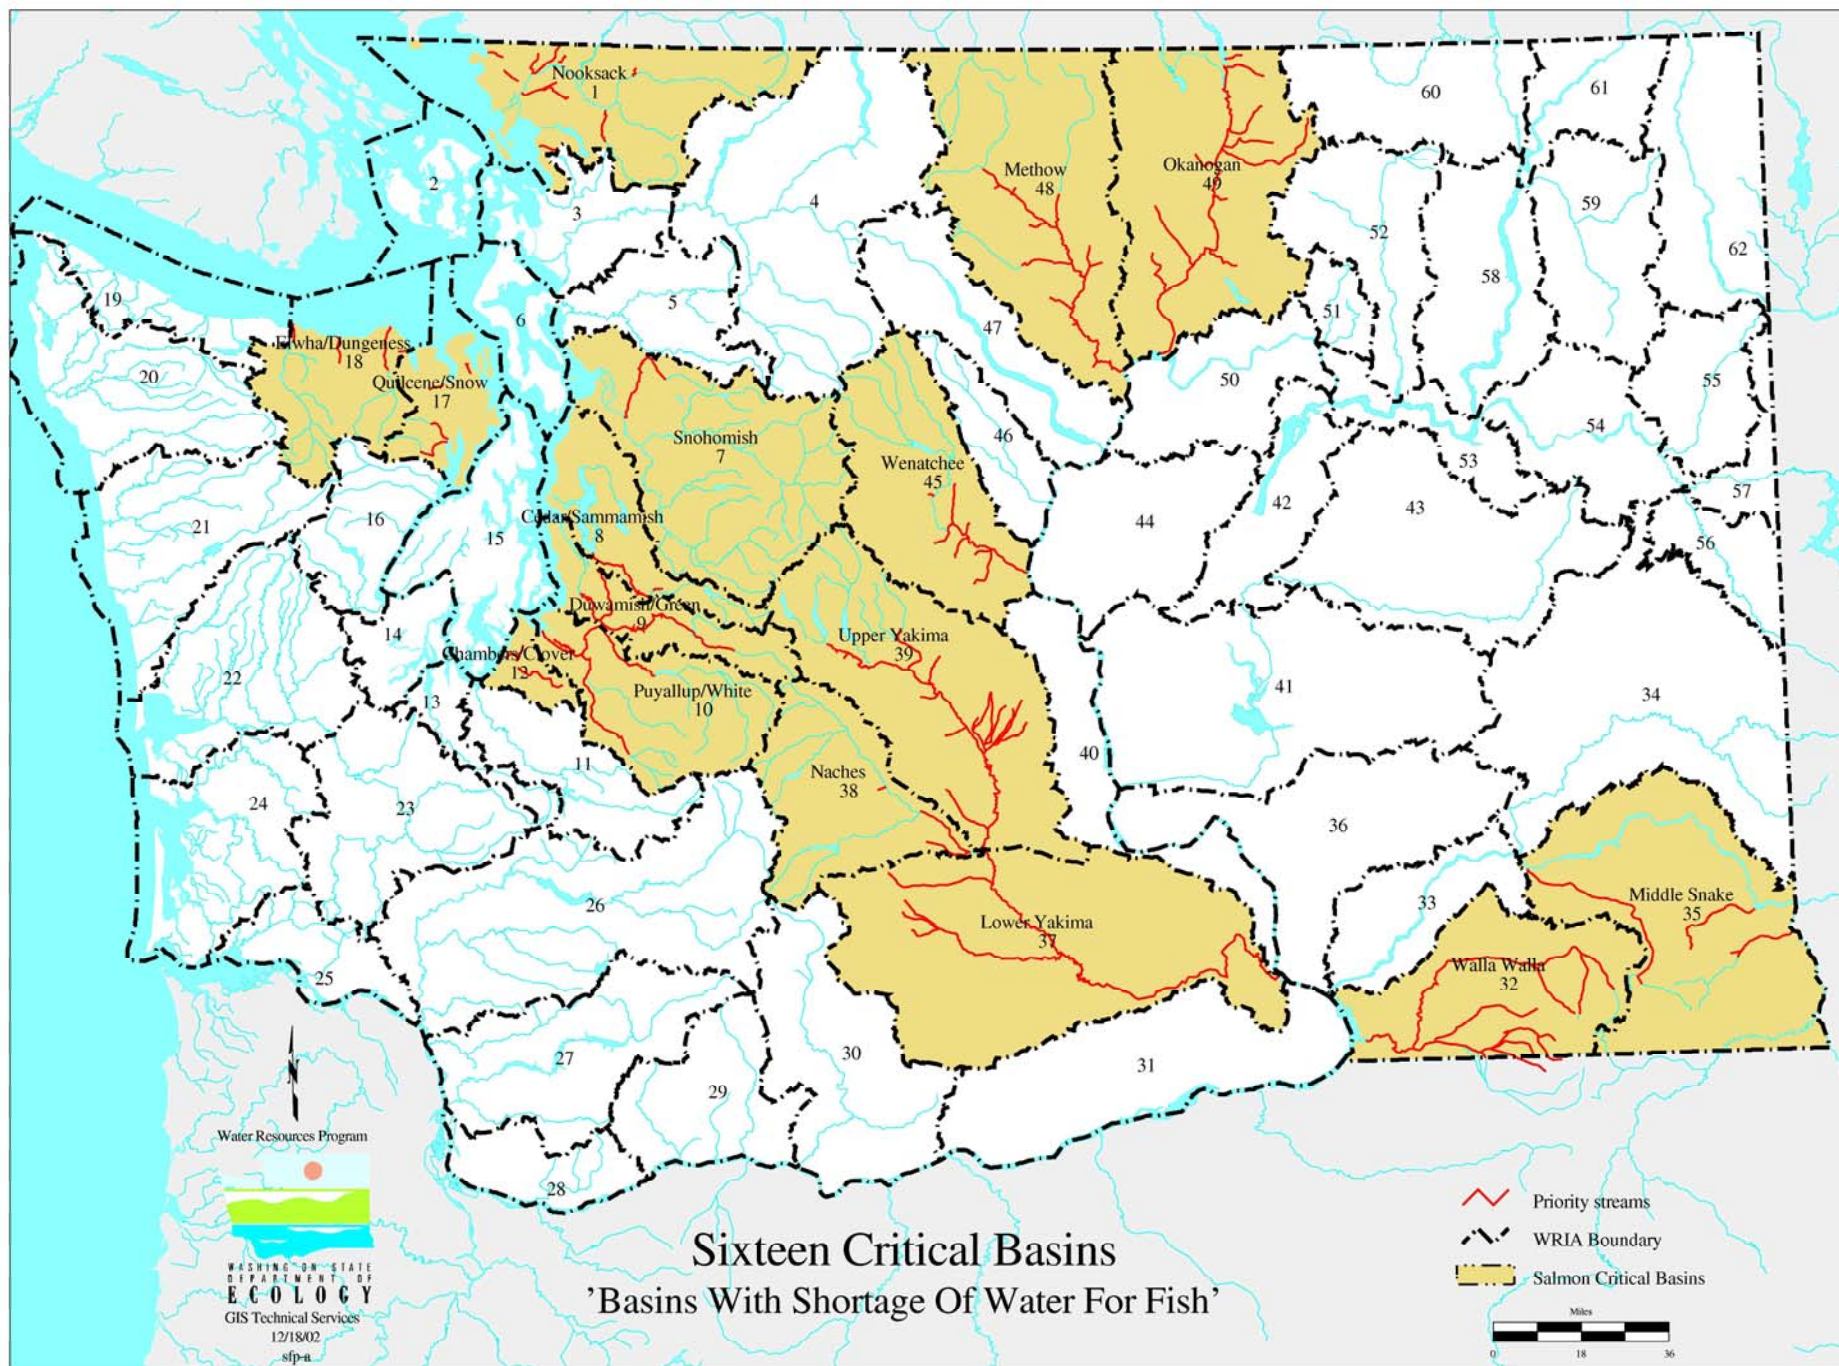 Nooksack
1
2
3
4
60
61
Methow
48
Okanogan
49
52
58
59
62
19
5
6
47
51
Elwha/Dungeness
18
20
Quilcene/Snow
17
50
55
Snohomish
7
46
Wenatchee
45
54
53
57
21
16
15
Cedar/Sammamish
8
44
42
43
56
14
Duwamish/Green
9
Upper Yakima
39
Chambers/Clover
12
22
13
Puyallup/White
10
41
34
40
11
Naches
38
24
23
36
26
33
Middle Snake
35
Lower Yakima
37
25
Walla Walla
32
27
30
29
31
28
N
Water Resources Program
WASHINGTON STATE
DEPARTMENT OF
ECOLOGY
GIS Technical Services
12/18/02
sfp-a
Sixteen Critical Basins
'Basins With Shortage Of Water For Fish'
Priority streams
WRIA Boundary
Salmon Critical Basins
Miles
0 18 36